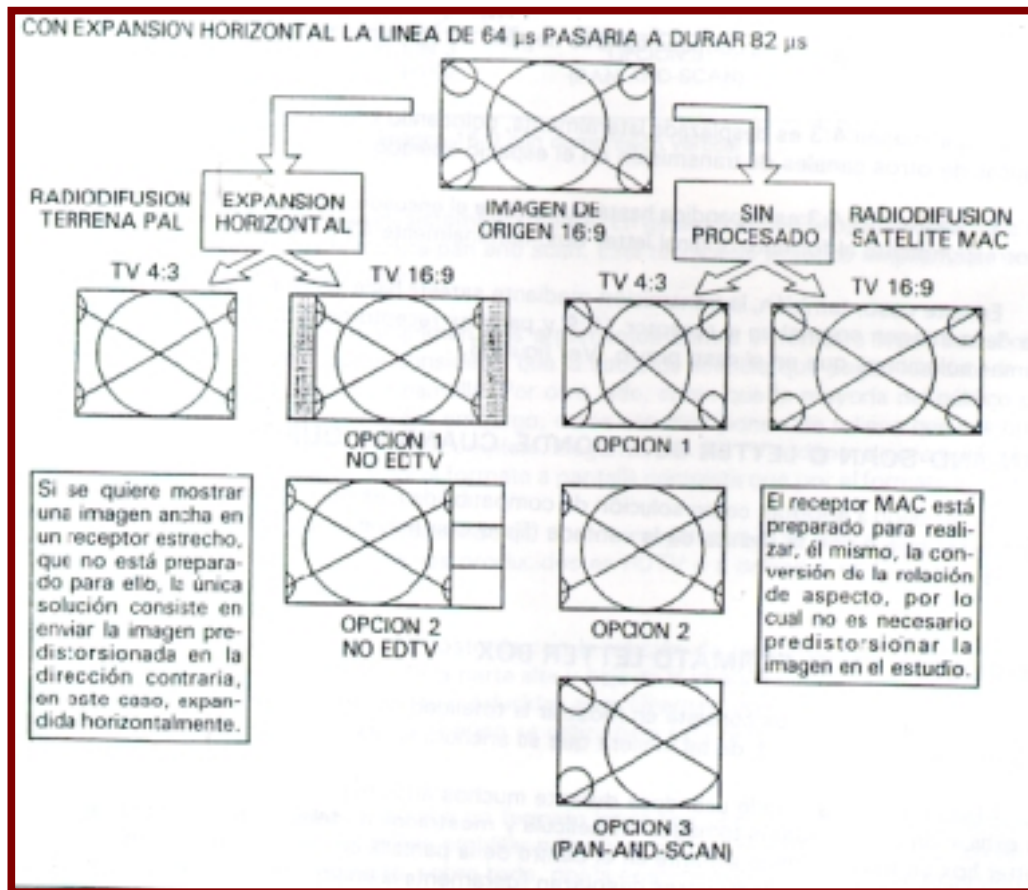 CON EXPANSION HORIZONTAL LA LINEA DE 64 µs PASARIA A DURAR 82 µs
RADIODIFUSION
TERRENA PAL
EXPANSION
HORIZONTAL
IMAGEN DE
ORIGEN 16:9
SIN
PROCESADO
RADIODIFUSION
SATELITE MAC
TV 4:3
TV 16:9
TV 4:3
TV 16:9
OPCION 1
NO EDTV
OPCION 1
Si se quiere mostrar
una imagen ancha en
un receptor estrecho,
que no está prepara-
do para ello, la única
solución consiste en
enviar la imagen pre-
distorsionada en la
dirección contraria,
en este caso, expan-
dida horizontalmente.
OPCION 2
NO EDTV
OPCION 2
El receptor MAC está
preparado para reali-
zar, él mismo, la con-
versión de la relación
de aspecto, por lo
cual no es necesario
predistorsionar la
imagen en el estudio.
OPCION 3
(PAN-AND-SCAN)